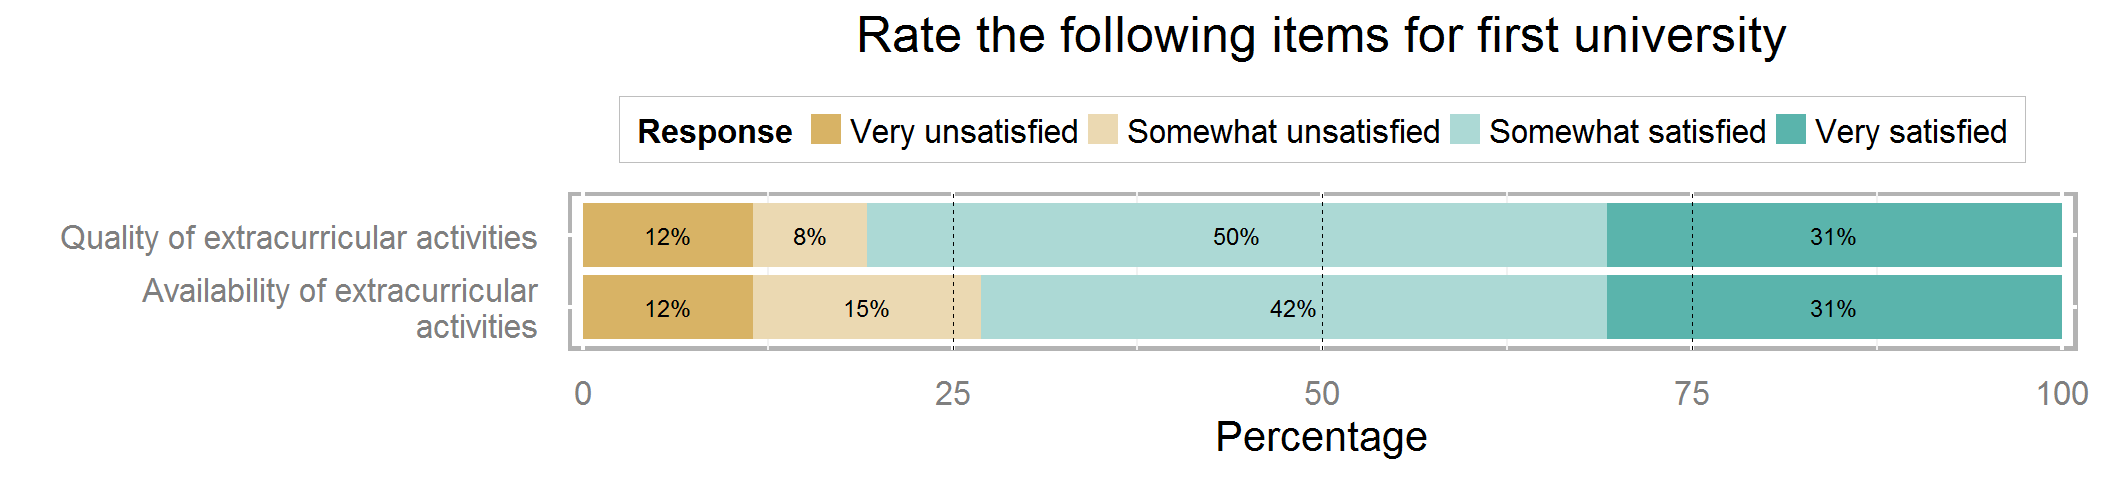 Rate the following items for first university
Response Very unsatisfied Somewhat unsatisfied Somewhat satisfied Very satisfied
Quality of extracurricular activities 12% 8% 50% 31%
Availability of extracurricular
activities 12% 15% 42% 31%
0 25 50 75 100
Percentage